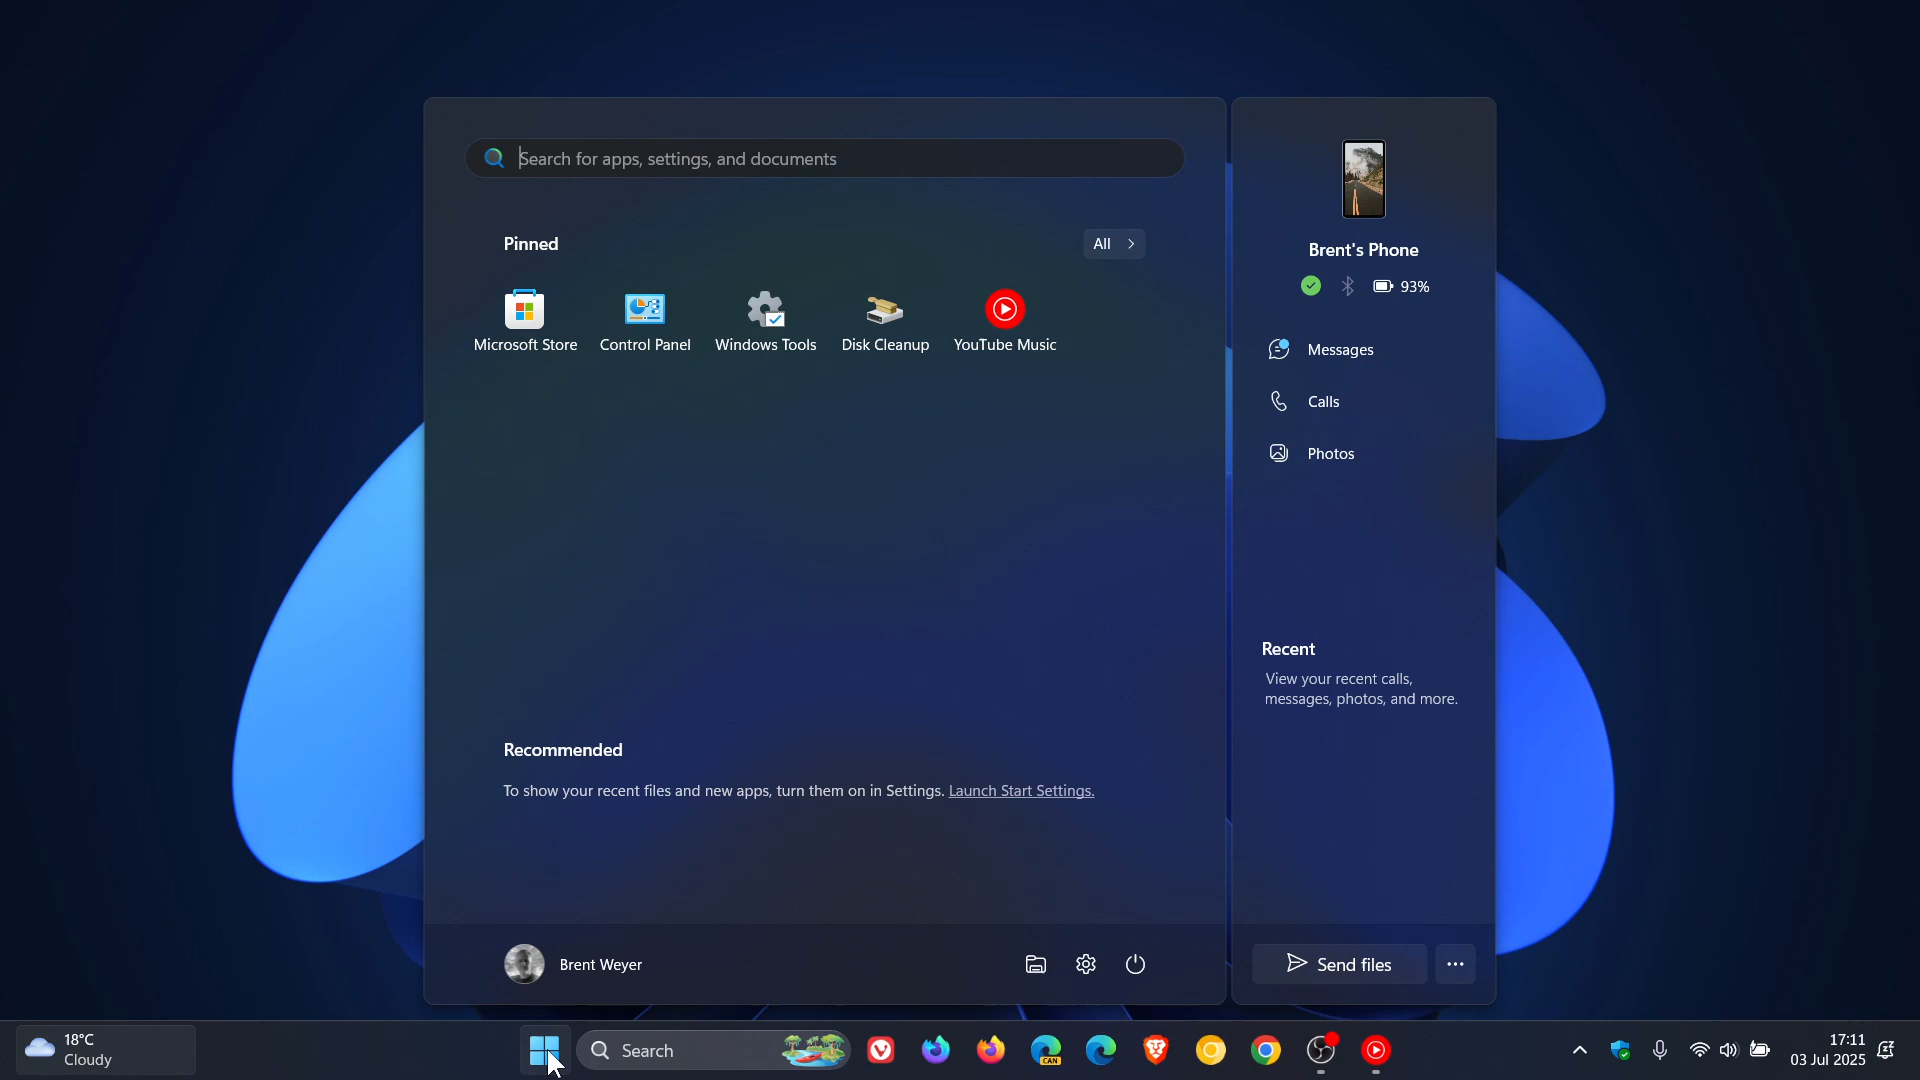 Search for apps, settings, and documents
Pinned
All
Microsoft Store
Control Panel
Windows Tools
Disk Cleanup
YouTube Music
Recommended
To show your recent files and new apps, turn them on in Settings. Launch Start Settings.
Brent Weyer
Brent's Phone
93%
Messages
Calls
Photos
Recent
View your recent calls,
messages, photos, and more.
Send files
18°C
Cloudy
Search
CAN
17:11
03 Jul 2025